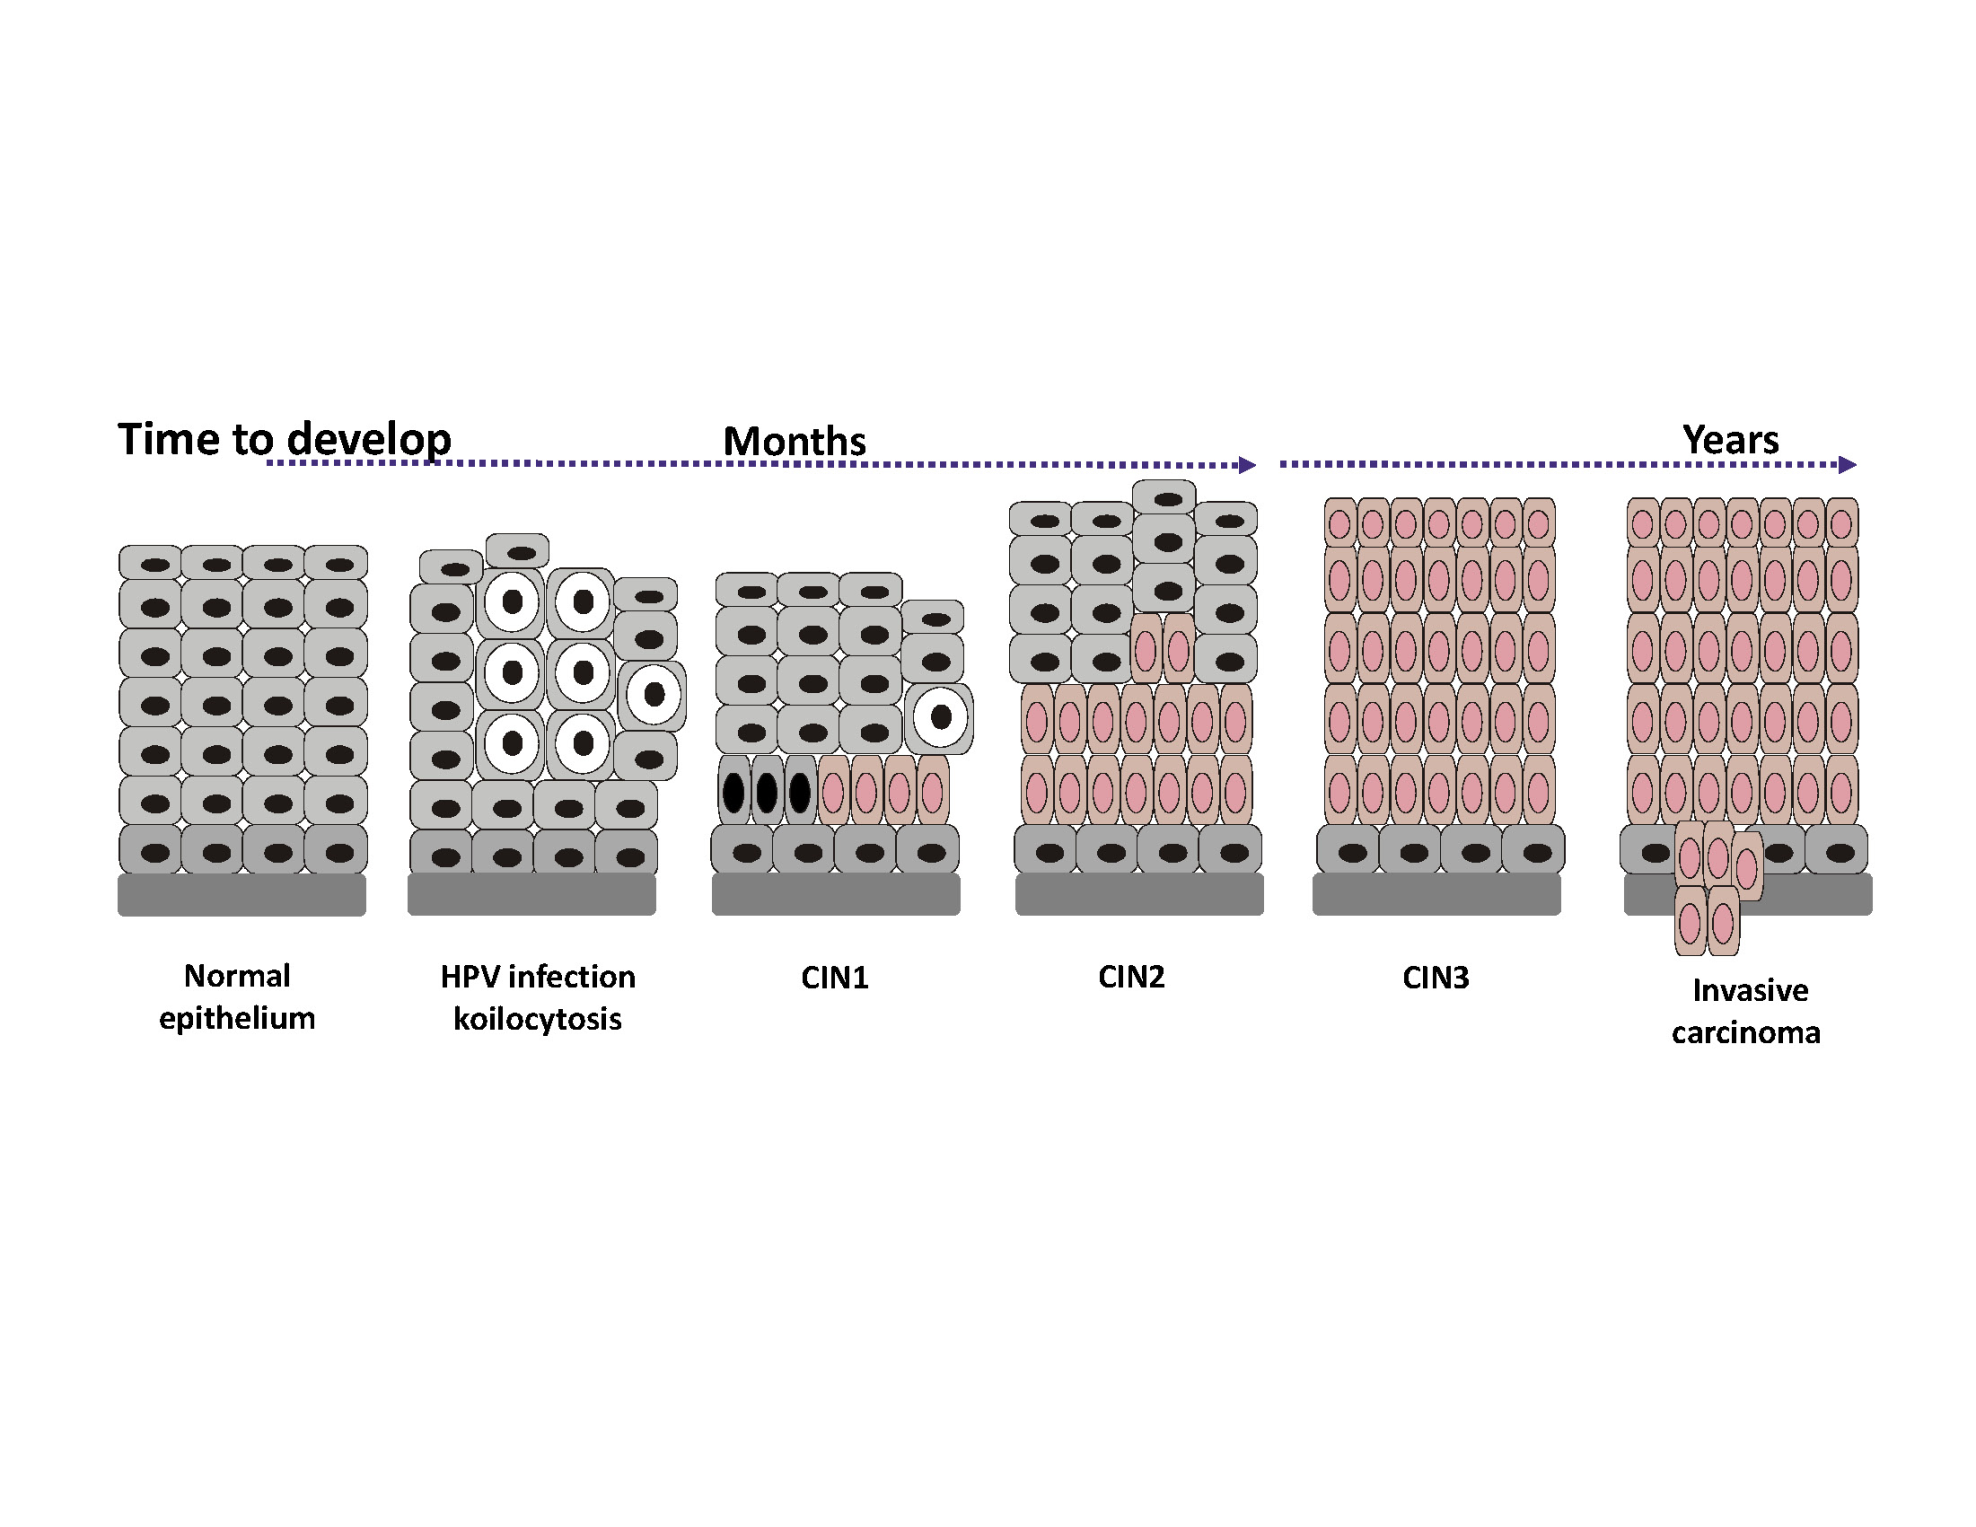 Time to develop
Months
Years
Normal
epithelium
HPV infection
koilocytosis
CIN1
CIN2
CIN3
Invasive
carcinoma